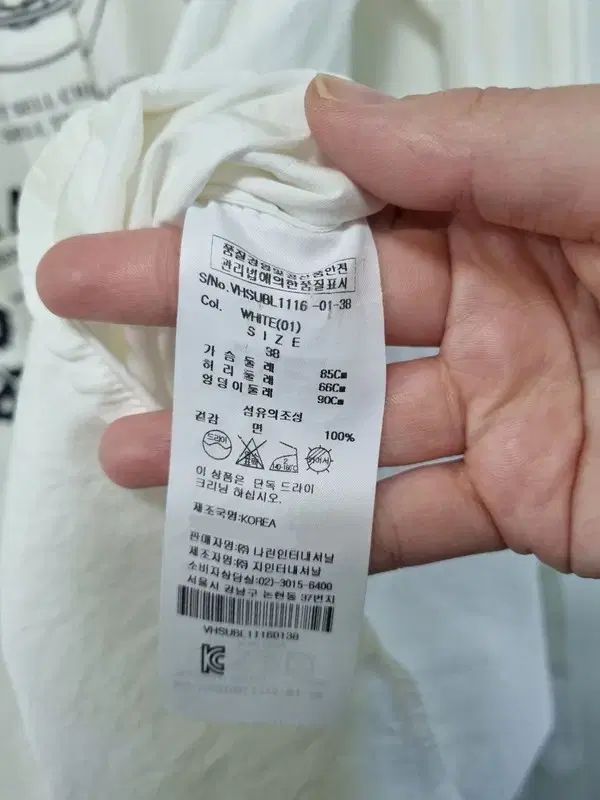 품질경영및공산품안전
관리법에의한품질표시
S/No. VHSUBL1116 -01-38
Col. WHITE(01)
SIZE
38
가슴둘레 85Cm
허리둘레 66Cm
엉덩이둘레 90Cm
섬유의조성
겉감 면 100%
드라이
이 상품은 단독 드라이
크리닝 하십시오.
제조국명:KOREA
판매자명:㈜ 나린인터내셔날
제조자명:㈜ 지인터내셔날
소비자상담실:02)-3015-6400
서울시 강남구 논현동 37번지
VHSUBL11160138